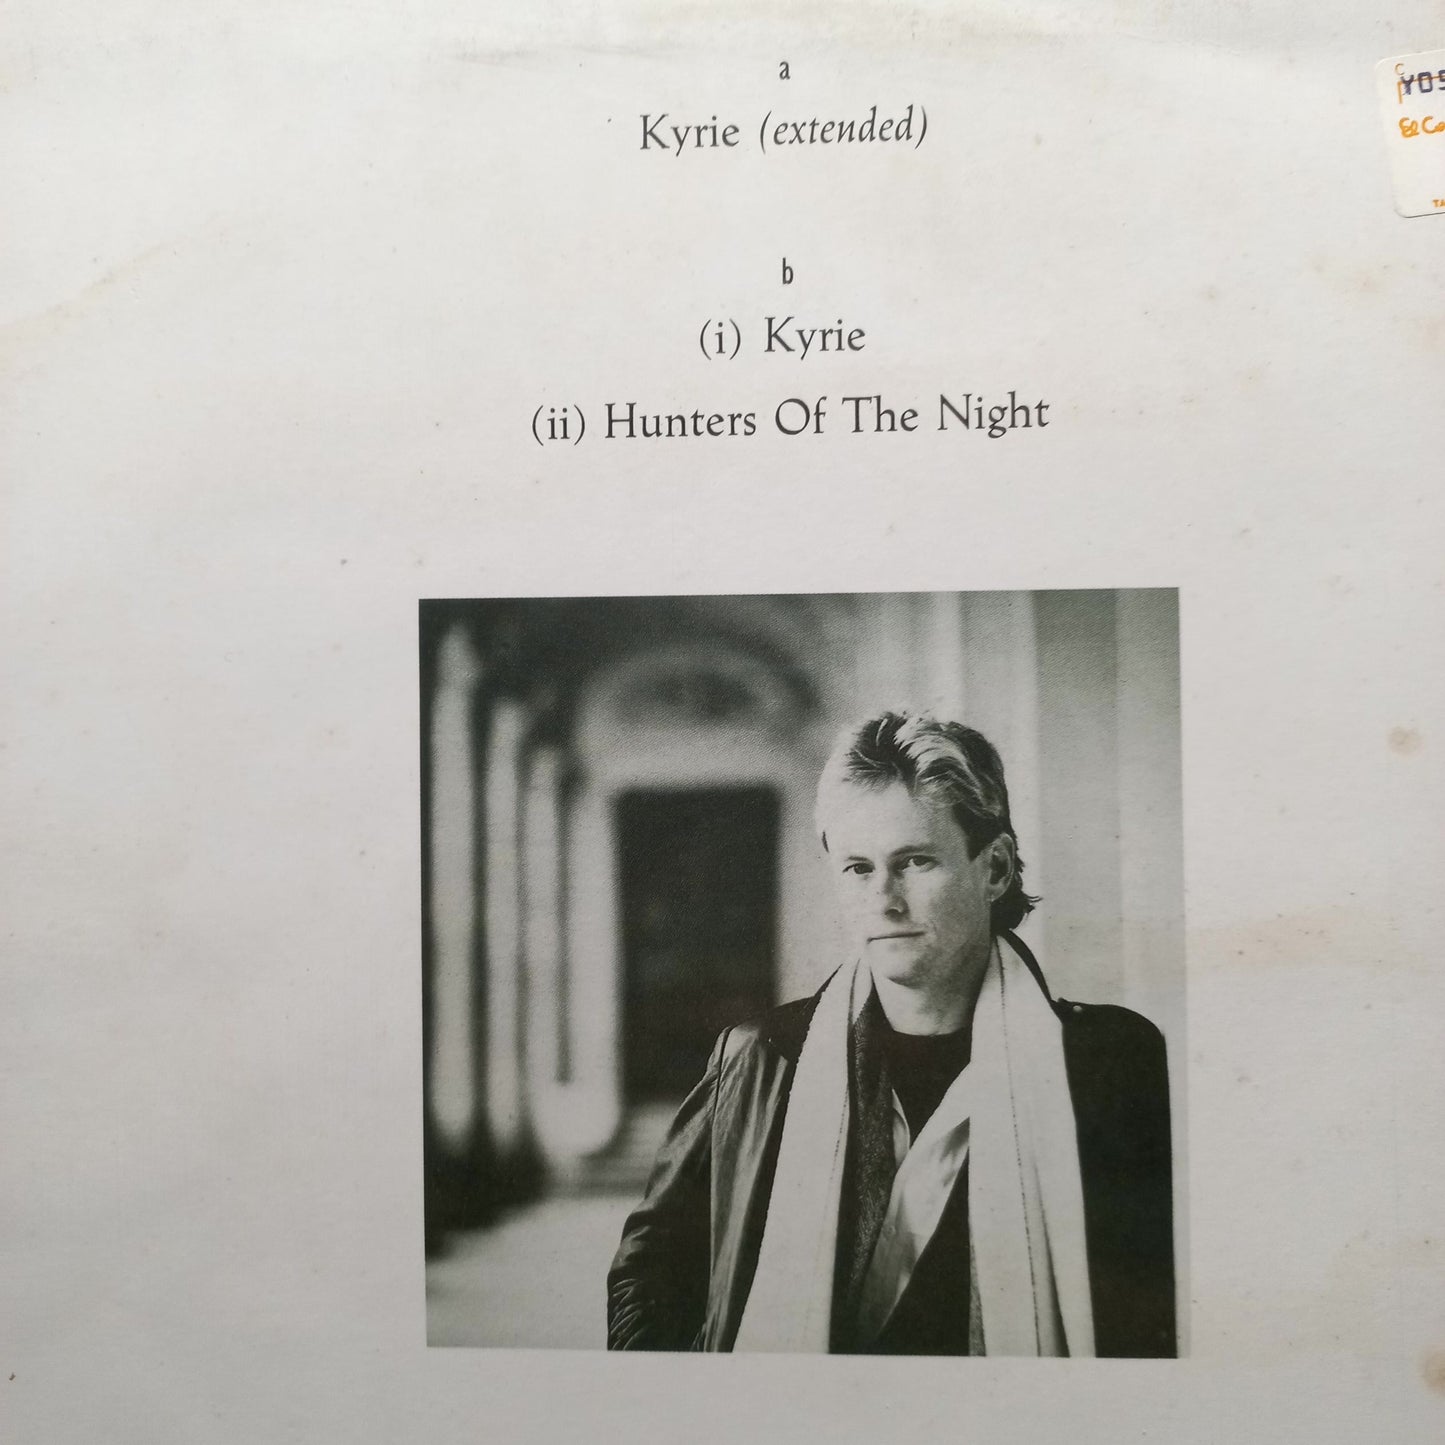 a
Kyrie (extended)
b
(i) Kyrie
(ii) Hunters Of The Night